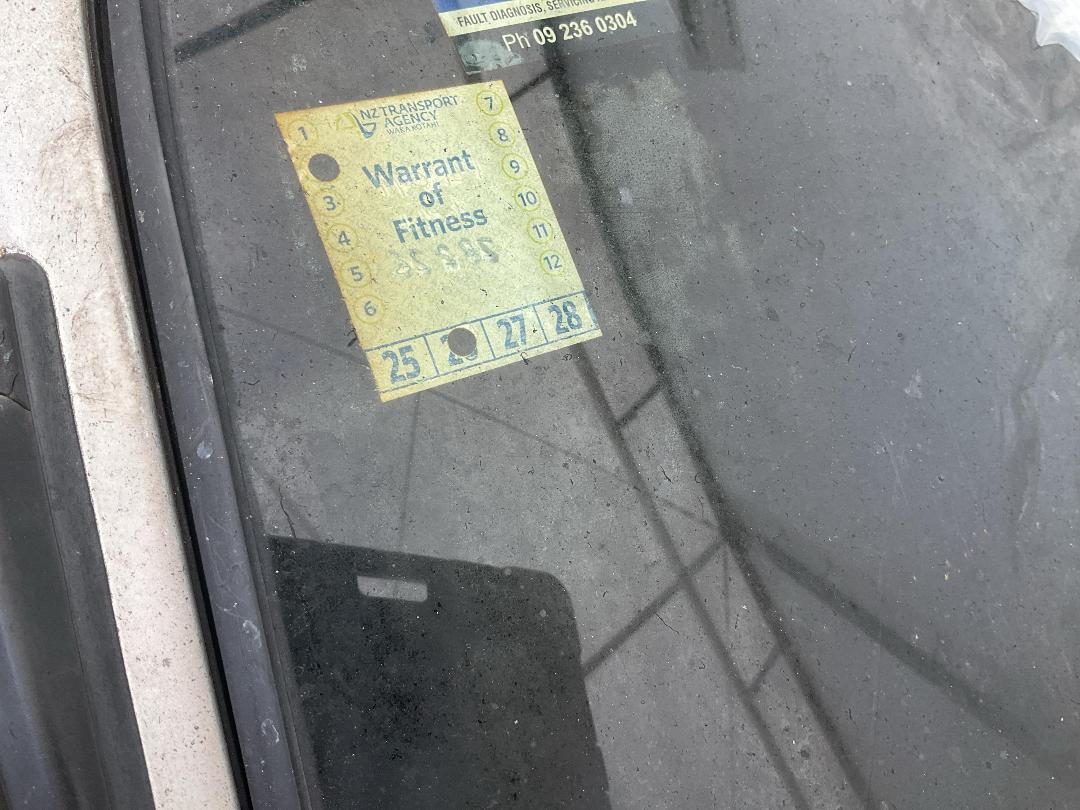 FAULT DIAGNOSIS, SERVICING
Ph 09 236 0304
NZ TRANSPORT
AGENCY
WAKA KOTAHI
Warrant
of
Fitness
1
3
4
5
6
7
8
9
10
11
12
25 26 27 28